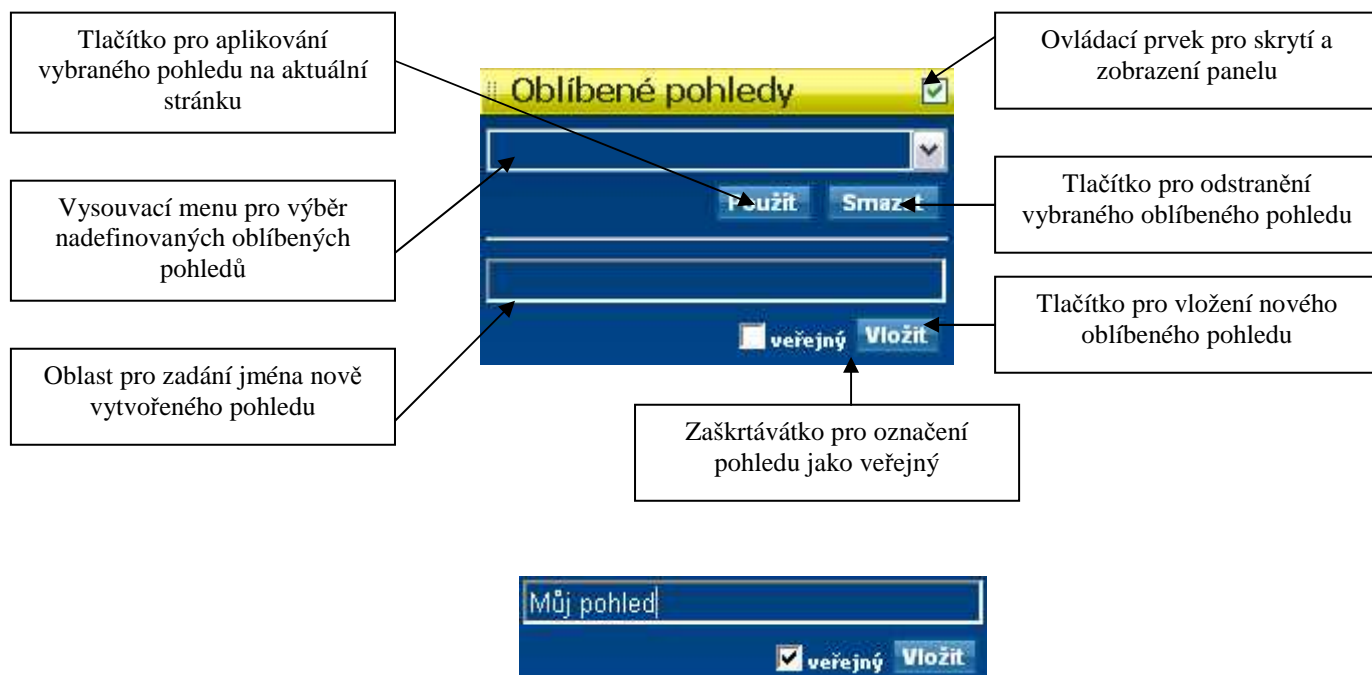 Tlačítko pro aplikování
vybraného pohledu na aktuální
stránku
Ovládací prvek pro skrytí a
zobrazení panelu
Oblíbené pohledy
Vysouvací menu pro výběr
nadefinovaných oblíbených
pohledů
Použít Smazat
Tlačítko pro odstranění
vybraného oblíbeného pohledu
Tlačítko pro vložení nového
oblíbeného pohledu
veřejný Vložit
Oblast pro zadání jména nově
vytvořeného pohledu
Zaškrtávátko pro označení
pohledu jako veřejný
Můj pohled
veřejný Vložit